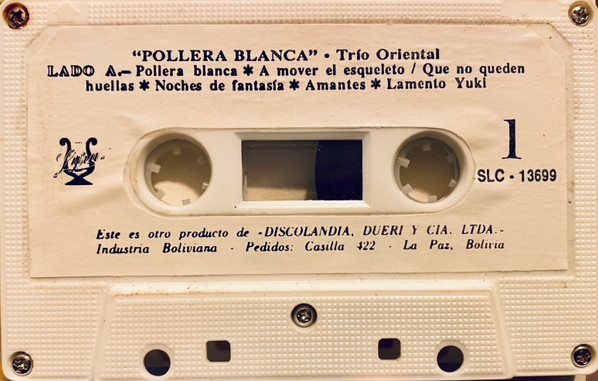 "POLLERA BLANCA" • Trío Oriental
LADO A.- Pollera blanca * A mover el esqueleto / Que no queden
huellas * Noches de fantasía * Amantes * Lamento Yuki
1
SLC - 13699
Este es otro producto de -DISCOLANDIA, DUERI Y CIA. LTDA.-
Industria Boliviana - Pedidos: Casilla 422 - La Paz, Bolivia